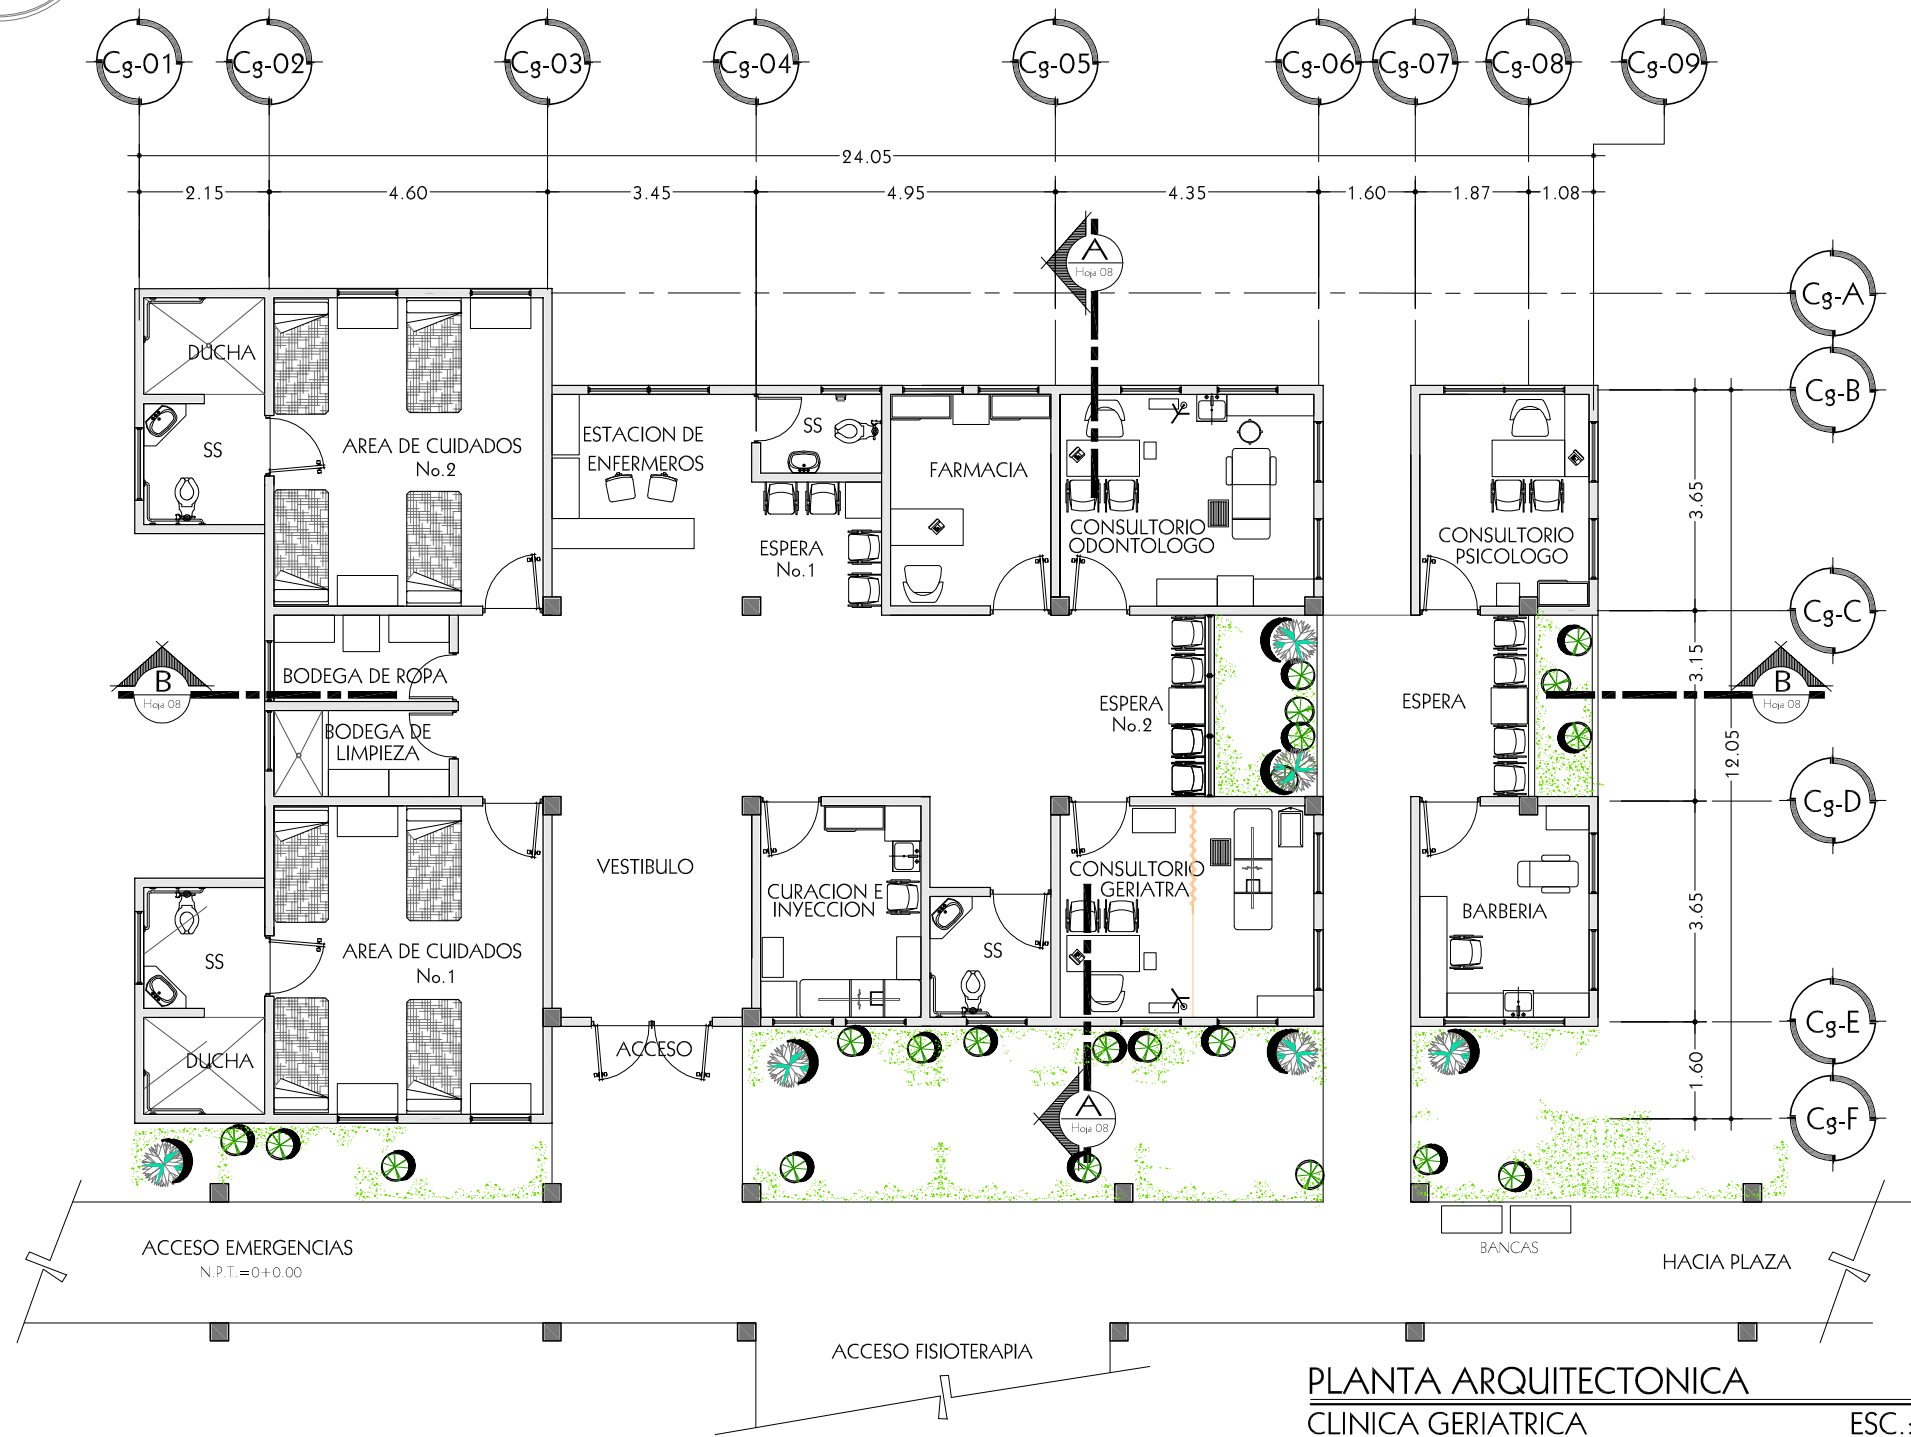 Cg-01 Cg-02 Cg-03 Cg-04 Cg-05 Cg-06 Cg-07 Cg-08 Cg-09
24.05
2.15 4.60 3.45 4.95 4.35 1.60 1.87 1.08
A
Hoja 08
Cg-A
Cg-B
Cg-C
Cg-D
Cg-E
Cg-F
3.65
3.15
3.65
1.60
12.05
DUCHA
SS
AREA DE CUIDADOS
No.2
ESTACION DE
ENFERMEROS
SS
ESPERA
No.1
FARMACIA
CONSULTORIO
ODONTOLOGO
CONSULTORIO
PSICOLOGO
B
Hoja 08
BODEGA DE ROPA
BODEGA DE
LIMPIEZA
ESPERA
No.2
ESPERA
B
Hoja 08
VESTIBULO
CURACION E
INYECCION
SS
CONSULTORIO
GERIATRA
BARBERIA
SS
AREA DE CUIDADOS
No.1
DUCHA
ACCESO
A
Hoja 08
ACCESO EMERGENCIAS
N.P.T.=0+0.00
BANCAS
HACIA PLAZA
ACCESO FISIOTERAPIA
PLANTA ARQUITECTONICA
CLINICA GERIATRICA ESC.: